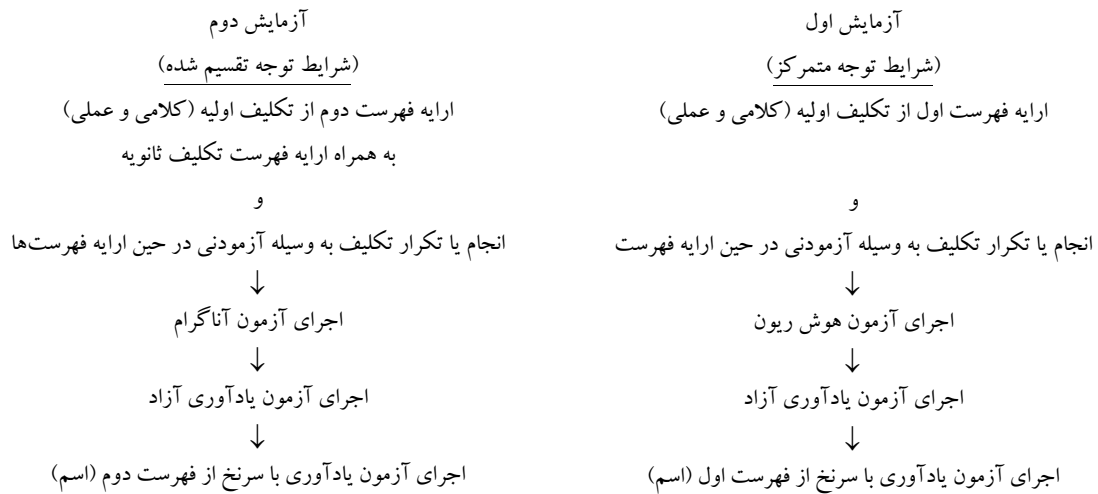 آزمایش اول
(شرایط توجه متمرکز)
ارایه فهرست اول از تکلیف اولیه (کلامی و عملی)
و
انجام یا تکرار تکلیف به وسیله آزمودنی در حین ارایه فهرست
↓
اجرای آزمون هوش ریون
↓
اجرای آزمون یادآوری آزاد
↓
اجرای آزمون یادآوری با سرنخ از فهرست اول (اسم)
آزمایش دوم
(شرایط توجه تقسیم شده)
ارایه فهرست دوم از تکلیف اولیه (کلامی و عملی)
به همراه ارایه فهرست تکلیف ثانویه
و
انجام یا تکرار تکلیف به وسیله آزمودنی در حین ارایه فهرست‌ها
↓
اجرای آزمون آناگرام
↓
اجرای آزمون یادآوری آزاد
↓
اجرای آزمون یادآوری با سرنخ از فهرست دوم (اسم)